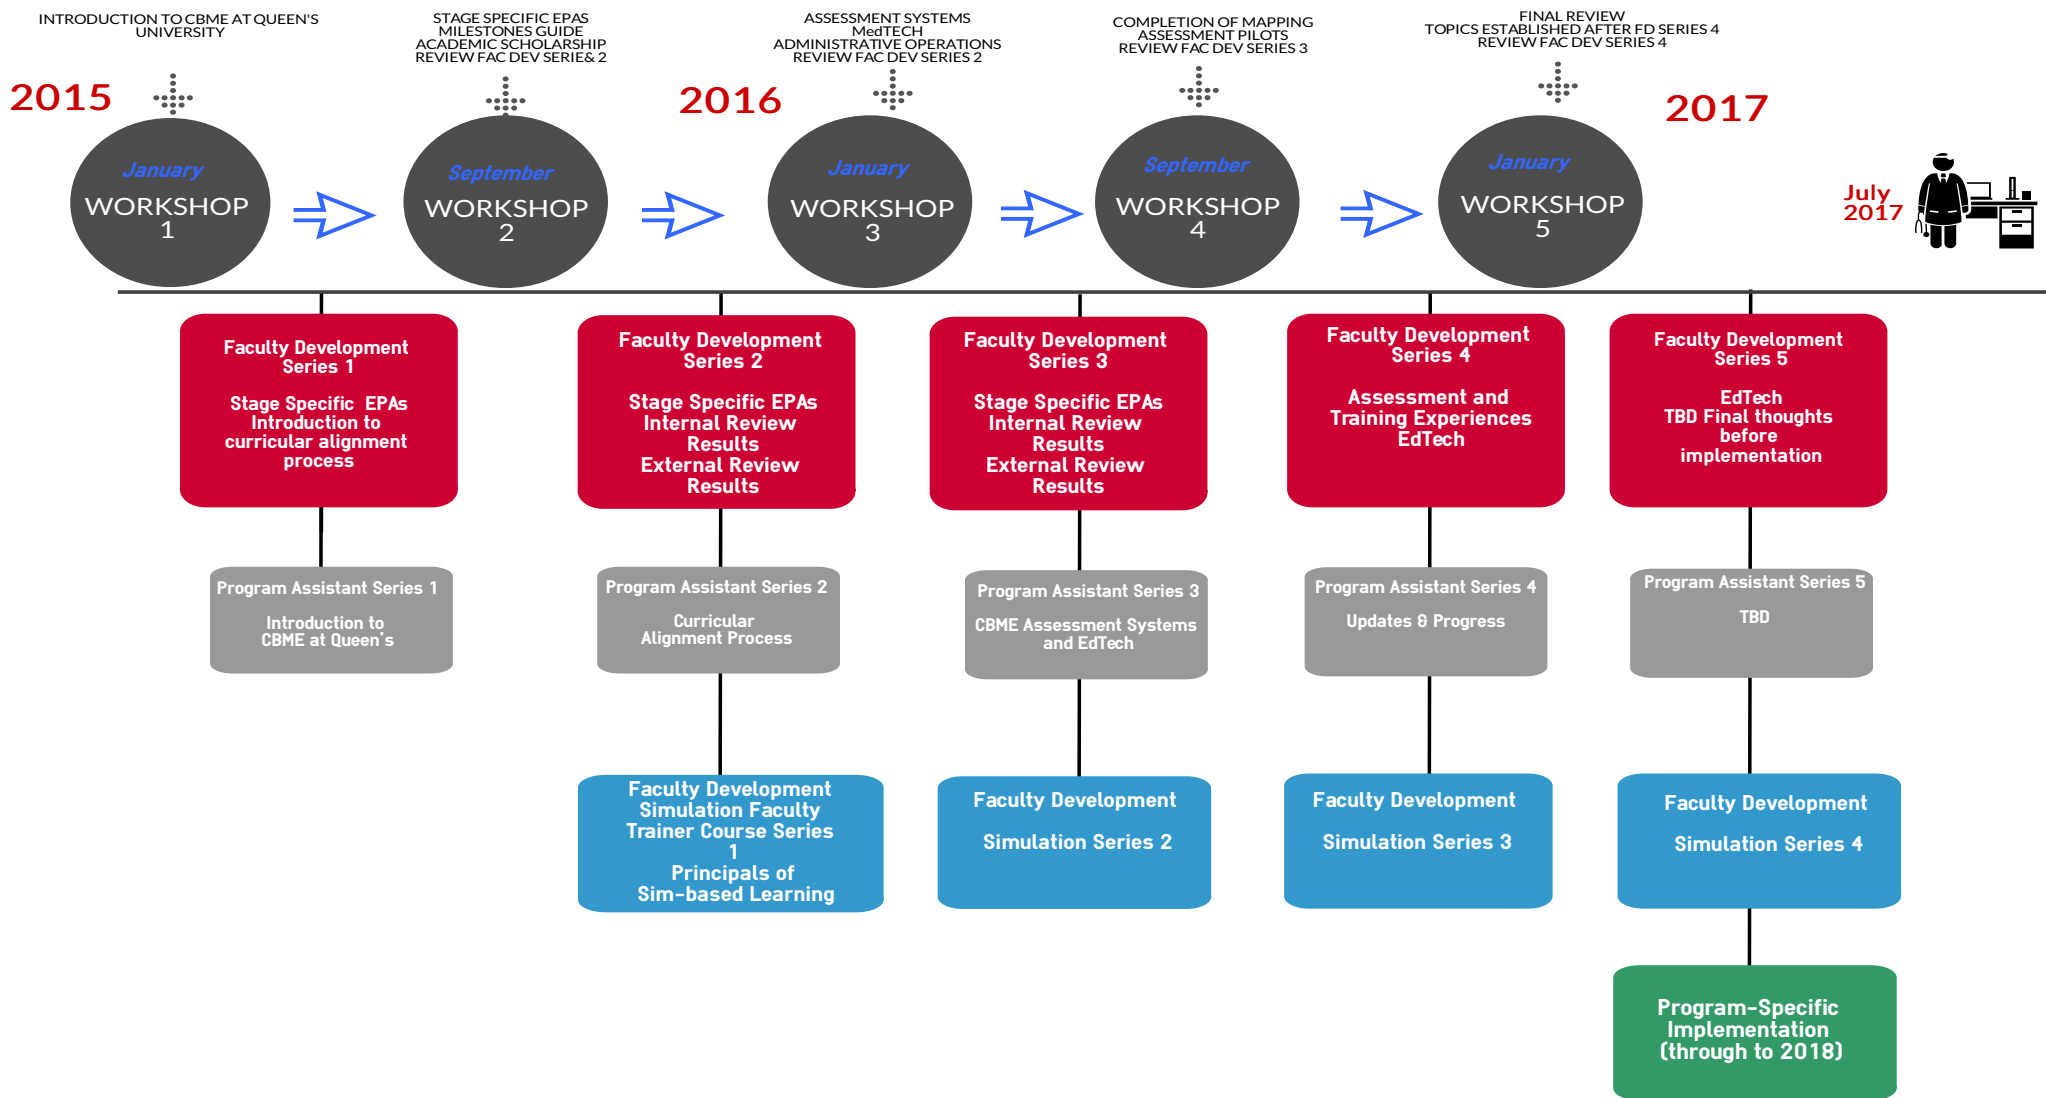 INTRODUCTION TO CBME AT QUEEN'S
UNIVERSITY
STAGE SPECIFIC EPAS
MILESTONES GUIDE
ACADEMIC SCHOLARSHIP
REVIEW FAC DEV SERIE& 2
ASSESSMENT SYSTEMS
MedTECH
ADMINISTRATIVE OPERATIONS
REVIEW FAC DEV SERIES 2
COMPLETION OF MAPPING
ASSESSMENT PILOTS
REVIEW FAC DEV SERIES 3
FINAL REVIEW
TOPICS ESTABLISHED AFTER FD SERIES 4
REVIEW FAC DEV SERIES 4
2015
2016
2017
January
WORKSHOP
1
September
WORKSHOP
2
January
WORKSHOP
3
September
WORKSHOP
4
January
WORKSHOP
5
July
2017
Faculty Development
Series 1
Stage Specific EPAs
Introduction to
curricular alignment
process
Faculty Development
Series 2
Stage Specific EPAs
Internal Review
Results
External Review
Results
Faculty Development
Series 3
Stage Specific EPAs
Internal Review
Results
External Review
Results
Faculty Development
Series 4
Assessment and
Training Experiences
EdTech
Faculty Development
Series 5
EdTech
TBD Final thoughts
before
implementation
Program Assistant Series 1
Introduction to
CBME at Queen's
Program Assistant Series 2
Curricular
Alignment Process
Program Assistant Series 3
CBME Assessment Systems
and EdTech
Program Assistant Series 4
Updates & Progress
Program Assistant Series 5
TBD
Faculty Development
Simulation Faculty
Trainer Course Series
1
Principals of
Sim-based Learning
Faculty Development
Simulation Series 2
Faculty Development
Simulation Series 3
Faculty Development
Simulation Series 4
Program-Specific
Implementation
(through to 2018)